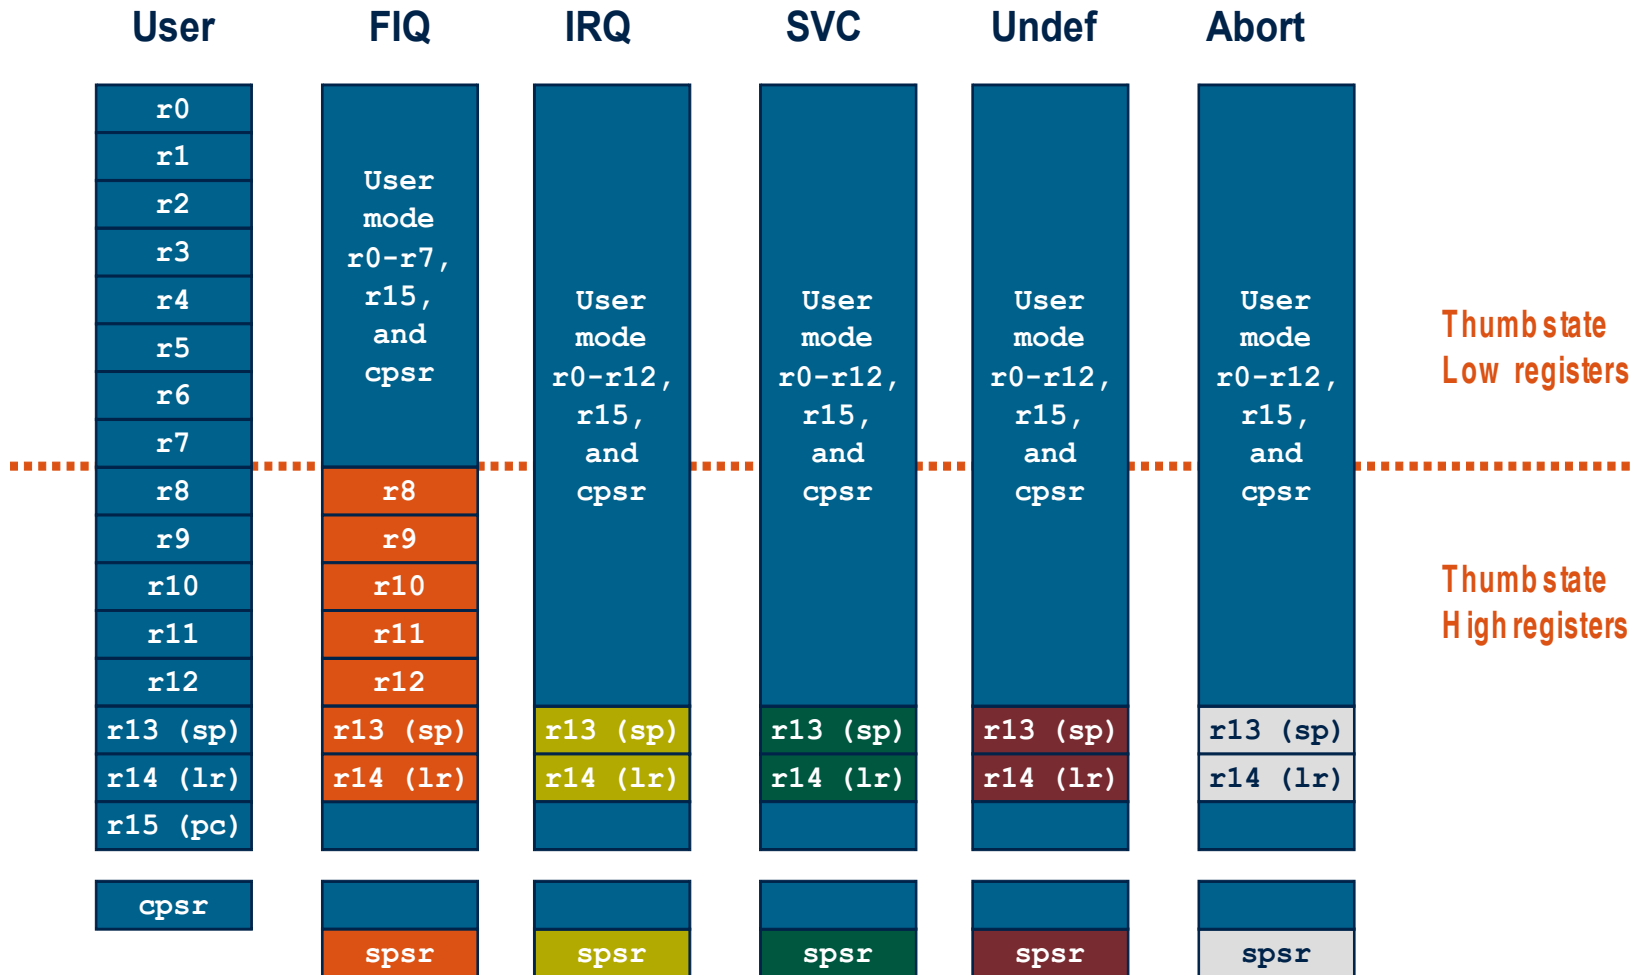 User
FIQ
IRQ
SVC
Undef
Abort
r0
r1
r2
r3
r4
r5
r6
r7
r8
r9
r10
r11
r12
r13 (sp)
r14 (lr)
r15 (pc)
cpsr
User
mode
r0-r7,
r15,
and
cpsr
r8
r9
r10
r11
r12
r13 (sp)
r14 (lr)
spsr
User
mode
r0-r12,
r15,
and
cpsr
r13 (sp)
r14 (lr)
spsr
User
mode
r0-r12,
r15,
and
cpsr
r13 (sp)
r14 (lr)
spsr
User
mode
r0-r12,
r15,
and
cpsr
r13 (sp)
r14 (lr)
spsr
User
mode
r0-r12,
r15,
and
cpsr
r13 (sp)
r14 (lr)
spsr
Thumb state
Low registers
Thumb state
High registers